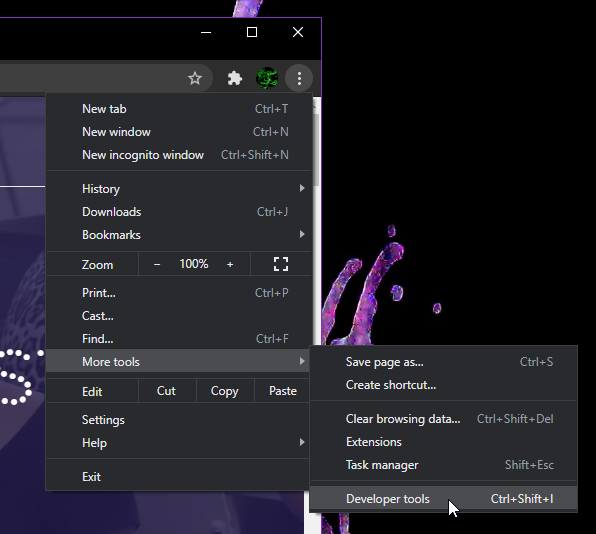 New tab Ctrl+T
New window Ctrl+N
New incognito window Ctrl+Shift+N
History
Downloads Ctrl+J
Bookmarks
Zoom − 100% +
Print... Ctrl+P
Cast...
Find... Ctrl+F
More tools
Edit Cut Copy Paste
Settings
Help
Exit
Save page as... Ctrl+S
Create shortcut...
Clear browsing data... Ctrl+Shift+Del
Extensions
Task manager Shift+Esc
Developer tools Ctrl+Shift+I